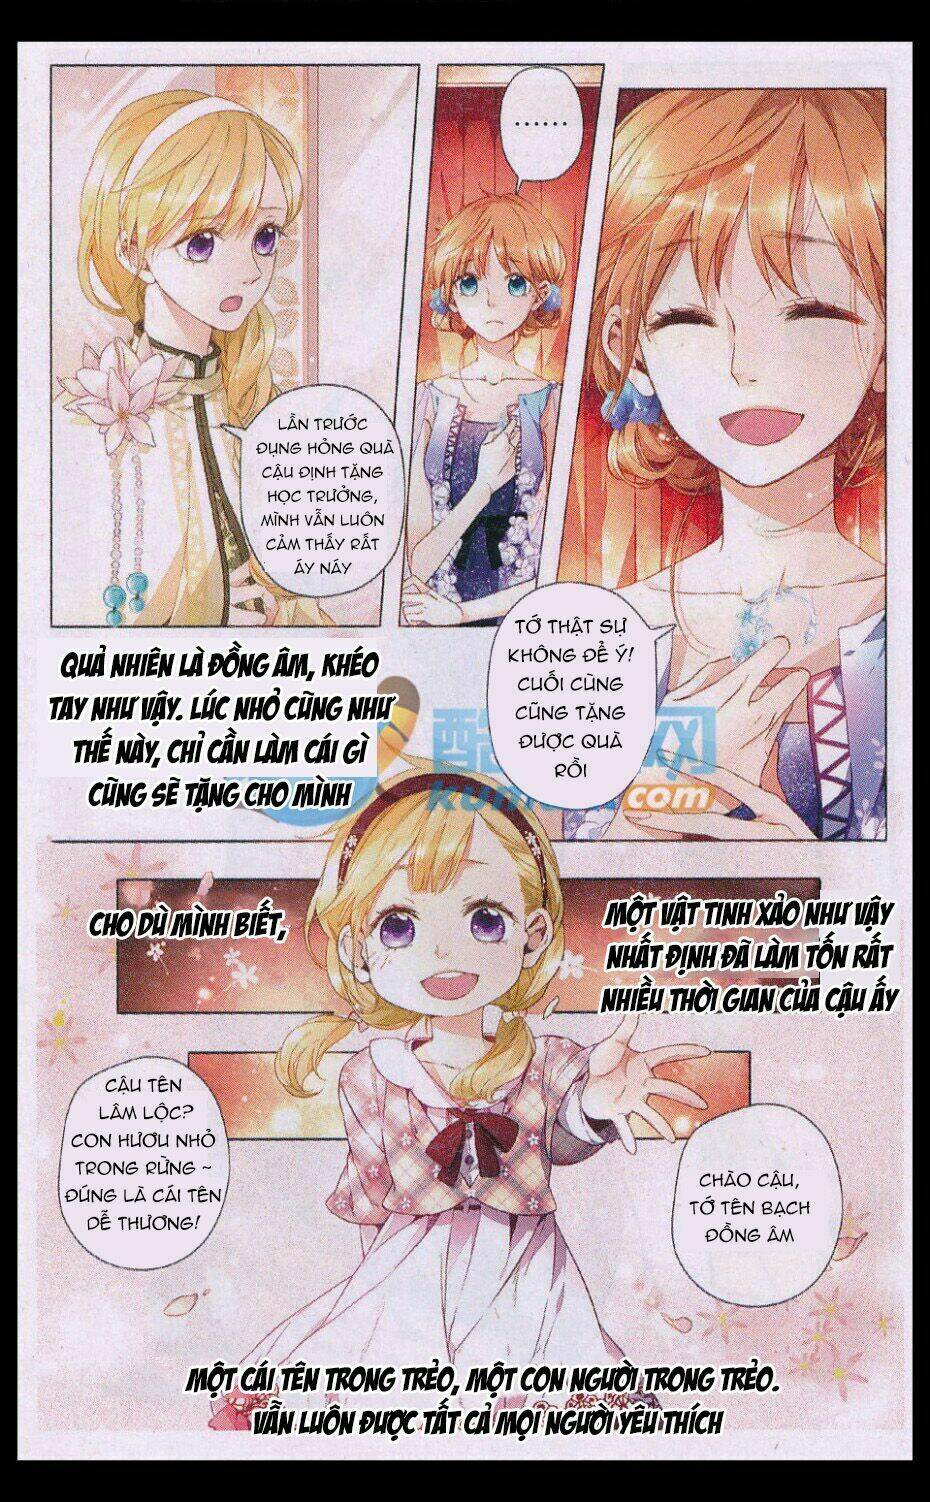 LẦN TRƯỚC
ĐỤNG HỎNG QUÀ
CẬU ĐỊNH TẶNG
HỌC TRƯỞNG,
MÌNH VẪN LUÔN
CẢM THẤY RẤT
ÁY NÁY
......
TỚ THẬT SỰ
KHÔNG ĐỂ Ý!
CUỐI CÙNG
CŨNG TẶNG
ĐƯỢC QUÀ
RỒI
QUẢ NHIÊN LÀ ĐỒNG ÂM, KHÉO
TAY NHƯ VẬY. LÚC NHỎ CŨNG NHƯ
THẾ NÀY, CHỈ CẦN LÀM CÁI GÌ
CŨNG SẼ TẶNG CHO MÌNH
CHO DÙ MÌNH BIẾT,
MỘT VẬT TINH XẢO NHƯ VẬY
NHẤT ĐỊNH ĐÃ LÀM TỐN RẤT
NHIỀU THỜI GIAN CỦA CẬU ẤY
CẬU TÊN
LÂM LỘC?
CON HƯƠU NHỎ
TRONG RỪNG ~
ĐÚNG LÀ CÁI TÊN
DỄ THƯƠNG!
CHÀO CẬU,
TỚ TÊN BẠCH
ĐỒNG ÂM
MỘT CÁI TÊN TRONG TRẺO, MỘT CON NGƯỜI TRONG TRẺO.
VẪN LUÔN ĐƯỢC TẤT CẢ MỌI NGƯỜI YÊU THÍCH